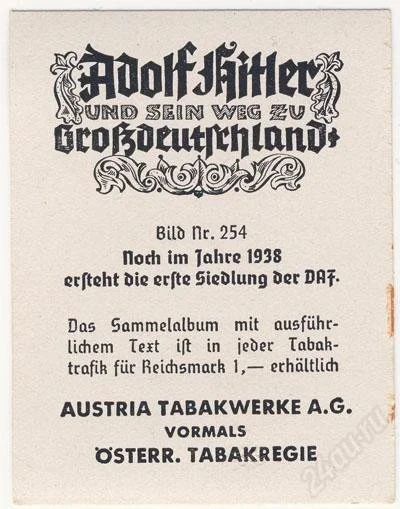 Adolf Hitler
UND SEIN WEG ZU
Großdeutschland
Bild Nr. 254
Noch im Jahre 1938
ersteht die erste Siedlung der DAF.
Das Sammelalbum mit ausführ-
lichem Text ist in jeder Tabak-
trafik für Reichsmark 1,— erhältlich
AUSTRIA TABAKWERKE A.G.
VORMALS
ÖSTERR. TABAKREGIE
24au.ru